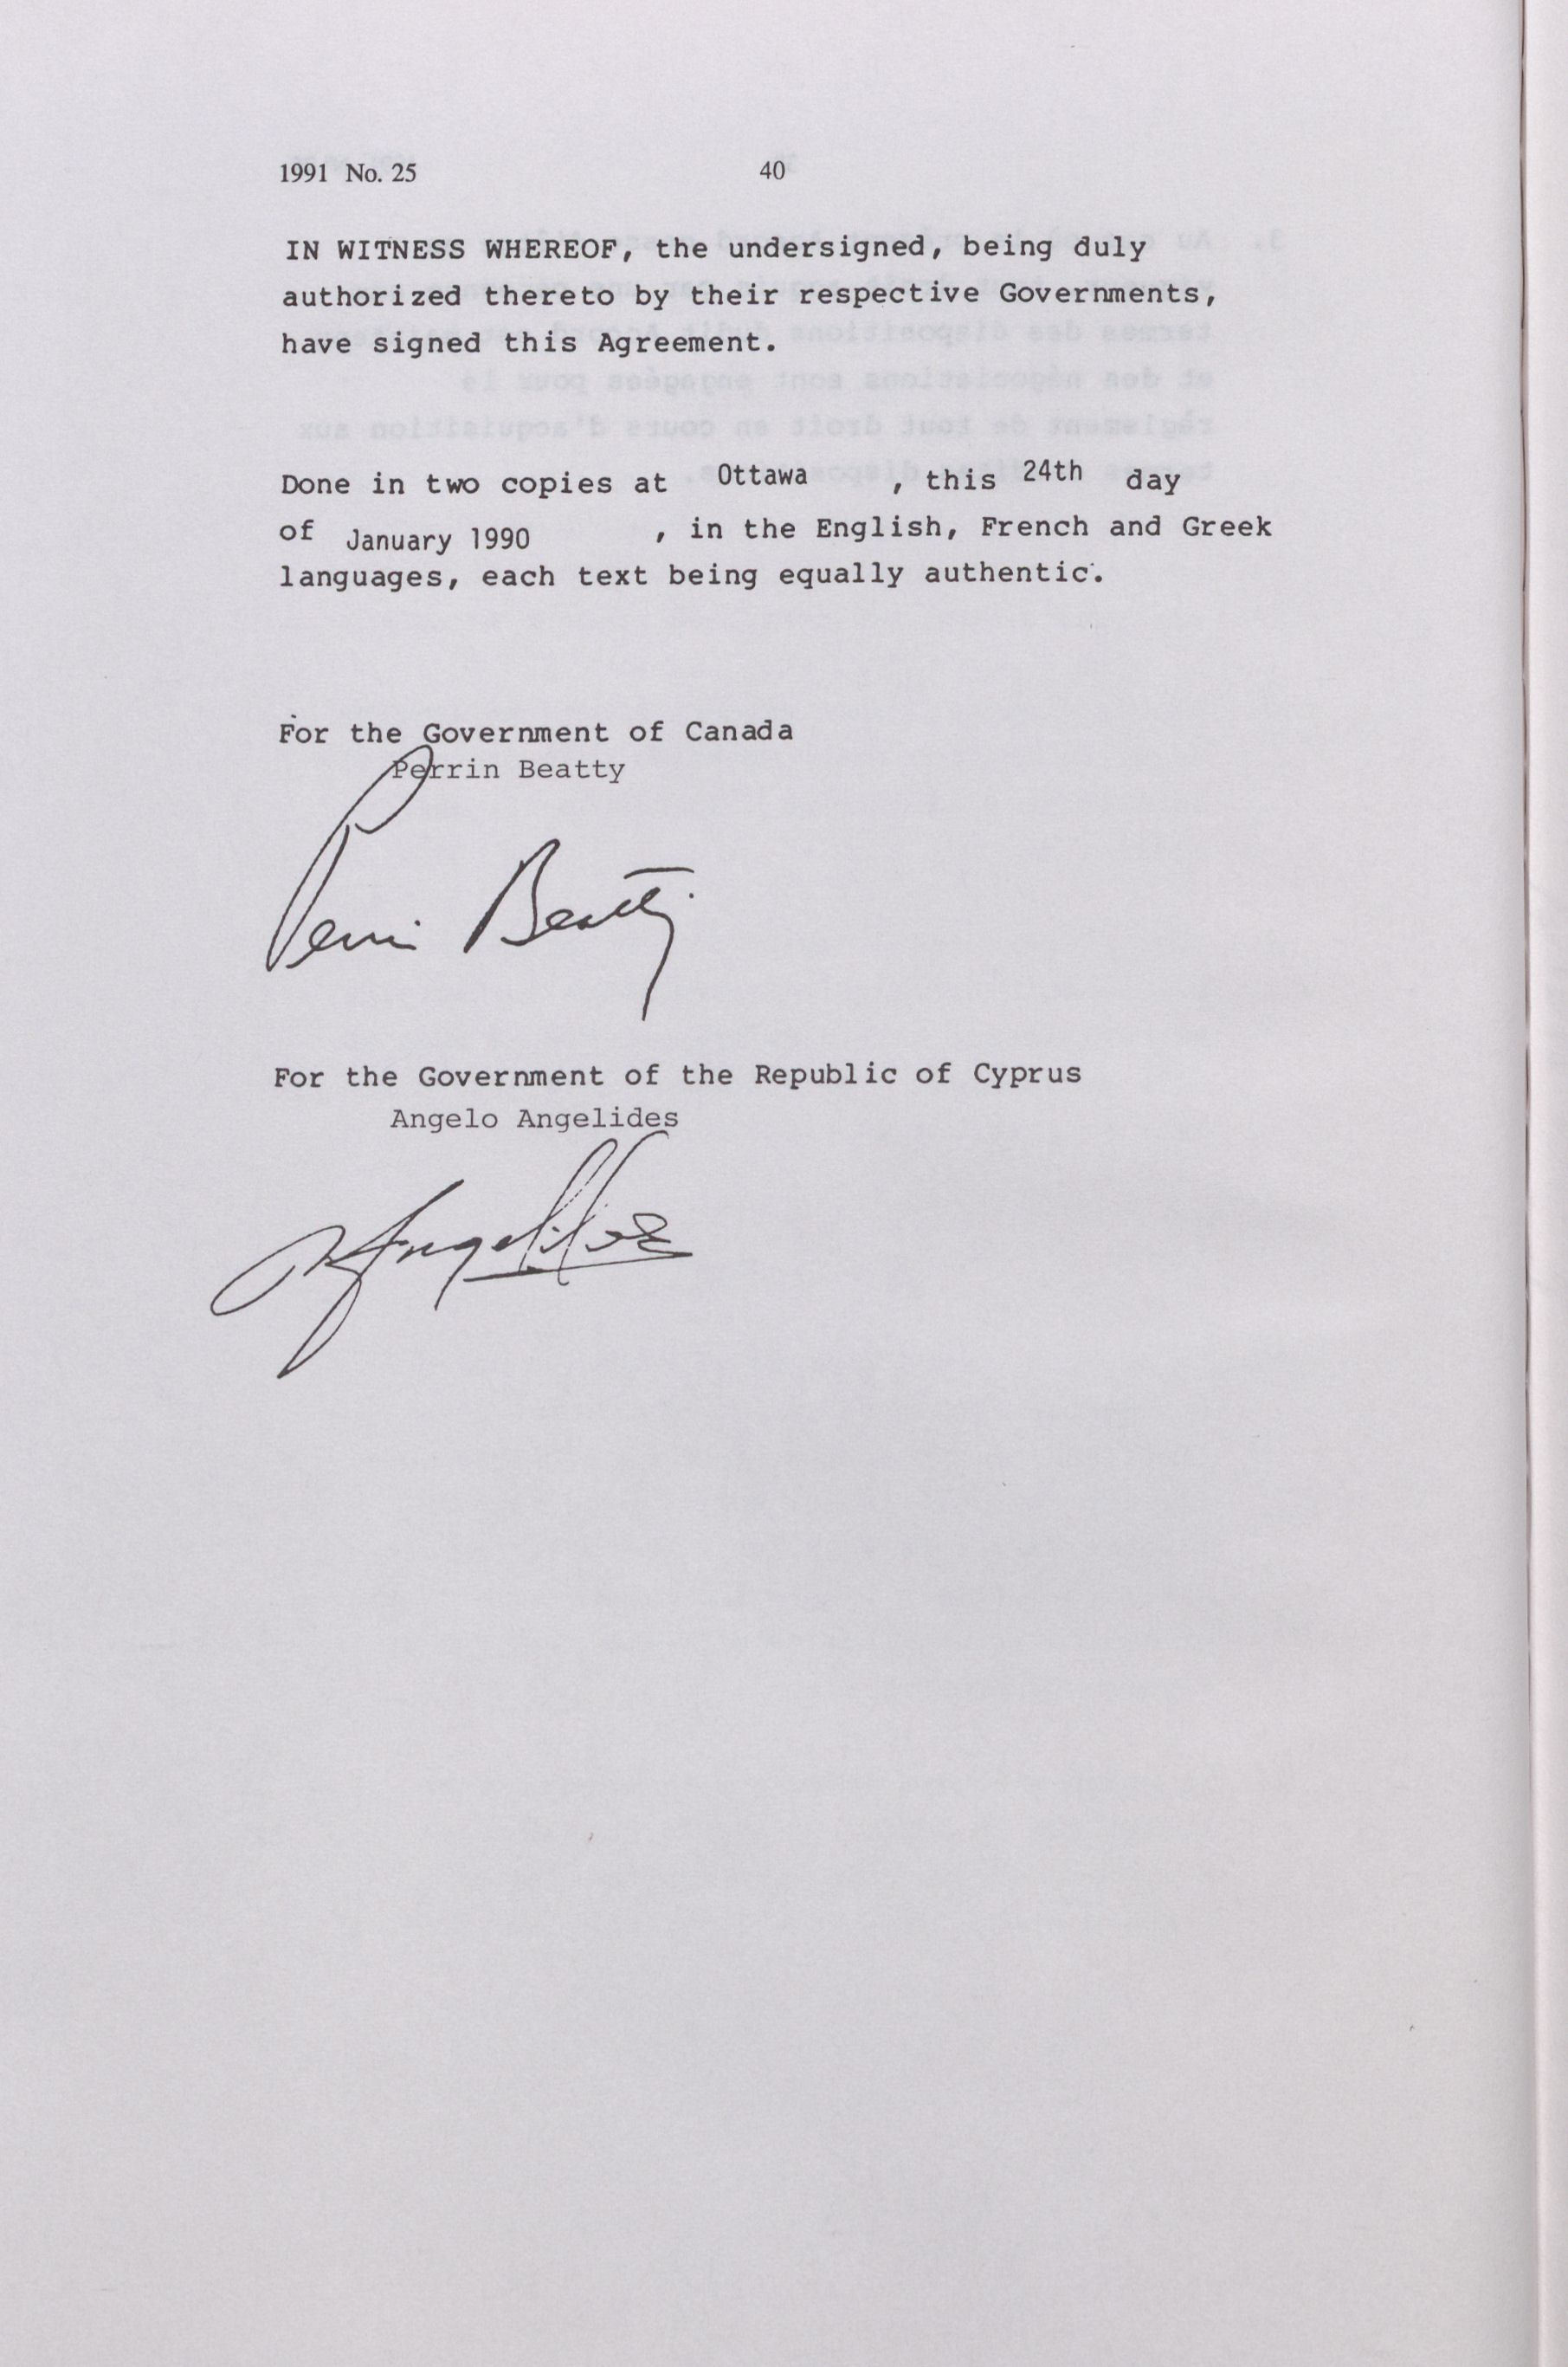 1991 No. 25 40
IN WITNESS WHEREOF, the undersigned, being duly
authorized thereto by their respective Governments,
have signed this Agreement.
Done in two copies at Ottawa , this 24th day
of January 1990 , in the English, French and Greek
languages, each text being equally authentic.
For the Government of Canada
Perrin Beatty
Perrin Beatty
For the Government of the Republic of Cyprus
Angelo Angelides
Angelides